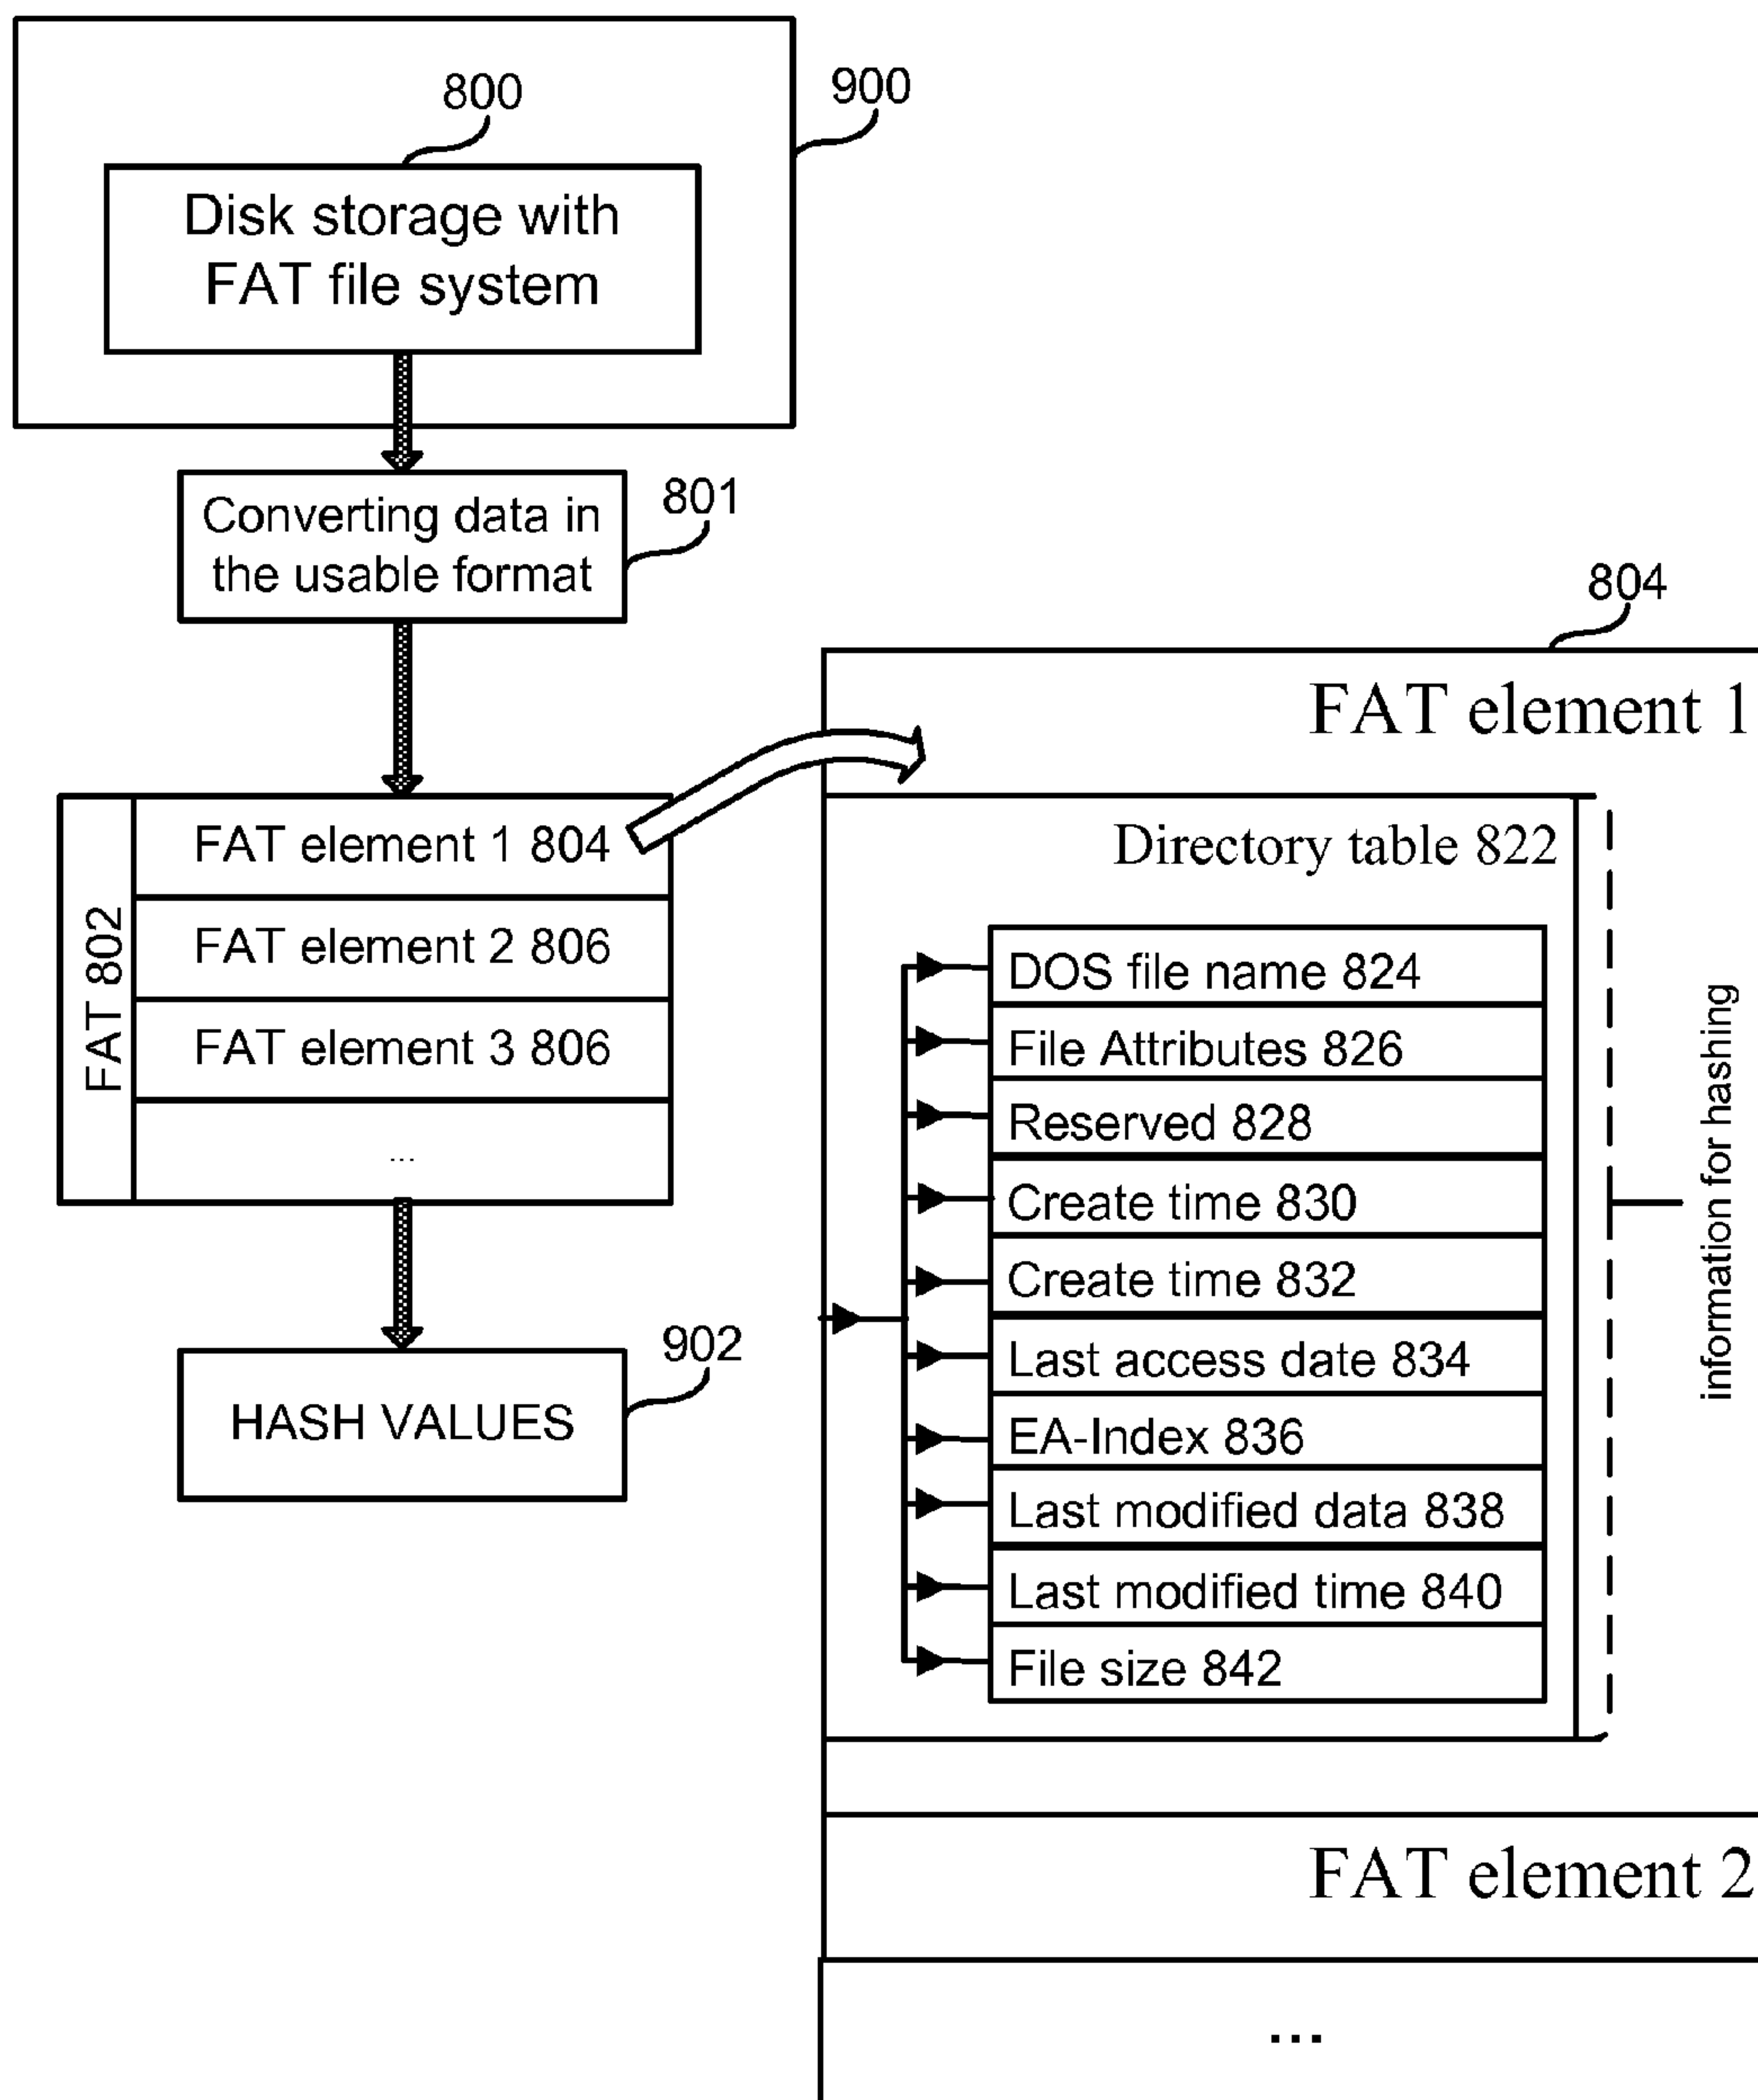 800
900
Disk storage with
FAT file system
801
Converting data in
the usable format
FAT 802
FAT element 1 804
FAT element 2 806
FAT element 3 806
...
902
HASH VALUES
804
FAT element 1
Directory table 822
DOS file name 824
File Attributes 826
Reserved 828
Create time 830
Create time 832
Last access date 834
EA-Index 836
Last modified data 838
Last modified time 840
File size 842
information for hashing
FAT element 2
...